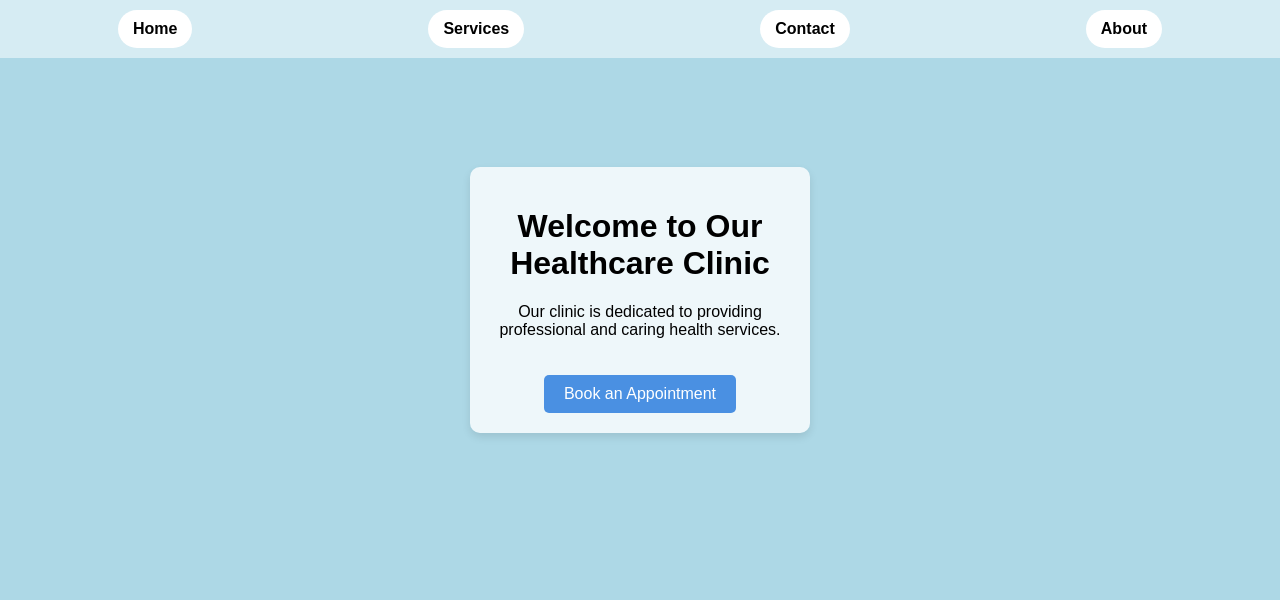 Home Services Contact About
Welcome to Our
Healthcare Clinic
Our clinic is dedicated to providing
professional and caring health services.
Book an Appointment